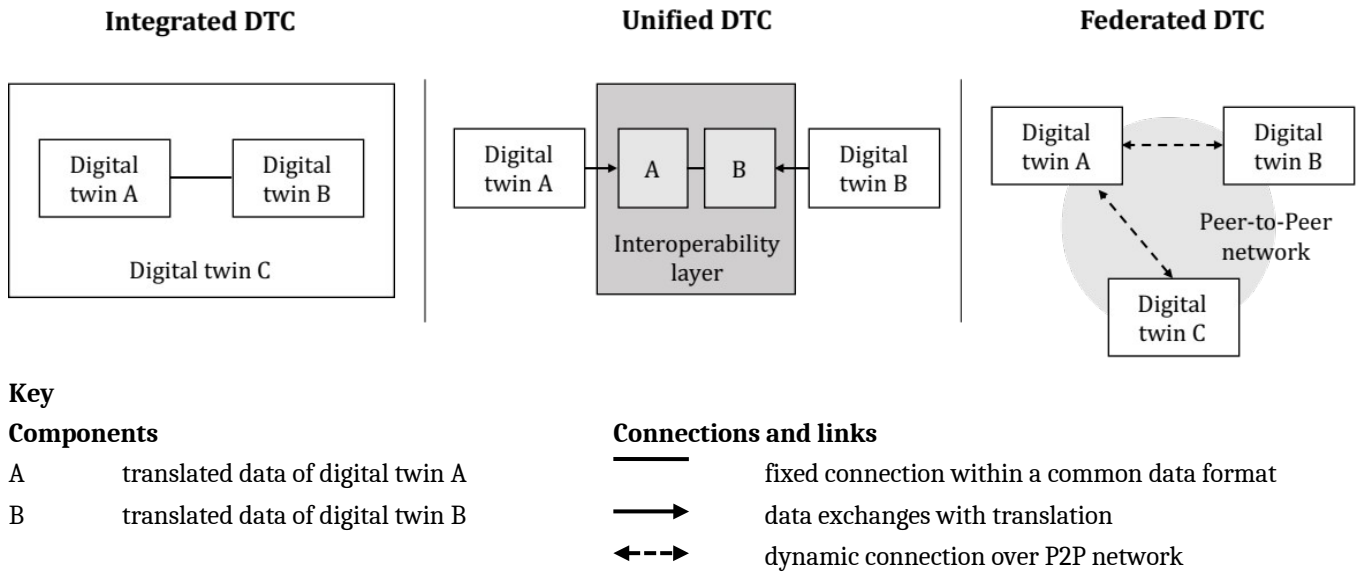 Integrated DTC
Digital
twin A
Digital
twin B
Digital twin C
Unified DTC
Digital
twin A
A
B
Digital
twin B
Interoperability
layer
Federated DTC
Digital
twin A
Digital
twin B
Peer-to-Peer
network
Digital
twin C
Key
Components
A translated data of digital twin A
B translated data of digital twin B
Connections and links
fixed connection within a common data format
data exchanges with translation
dynamic connection over P2P network